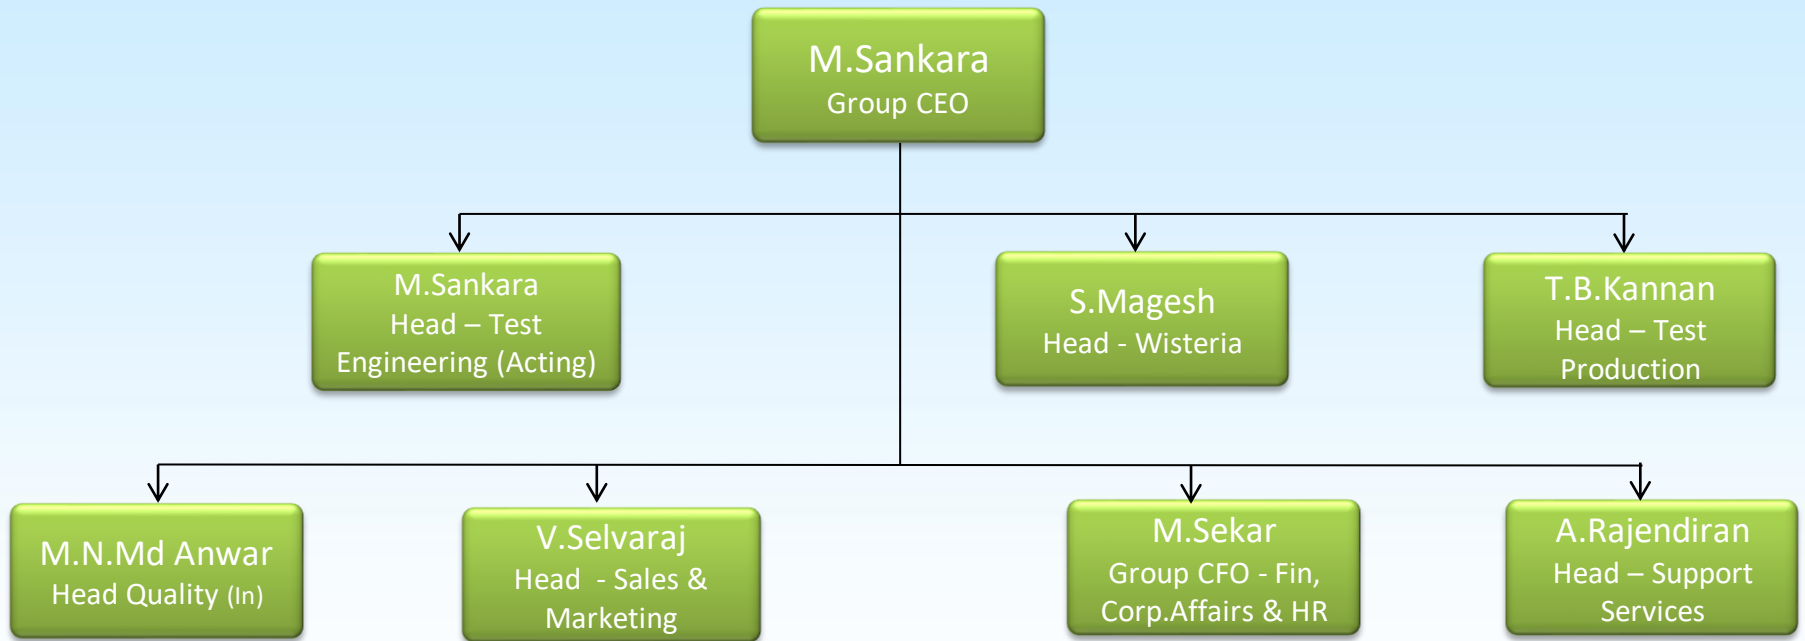 M.Sankara
Group CEO
M.Sankara
Head – Test
Engineering (Acting)
S.Magesh
Head - Wisteria
T.B.Kannan
Head – Test
Production
M.N.Md Anwar
Head Quality (In)
V.Selvaraj
Head - Sales &
Marketing
M.Sekar
Group CFO - Fin,
Corp.Affairs & HR
A.Rajendiran
Head – Support
Services